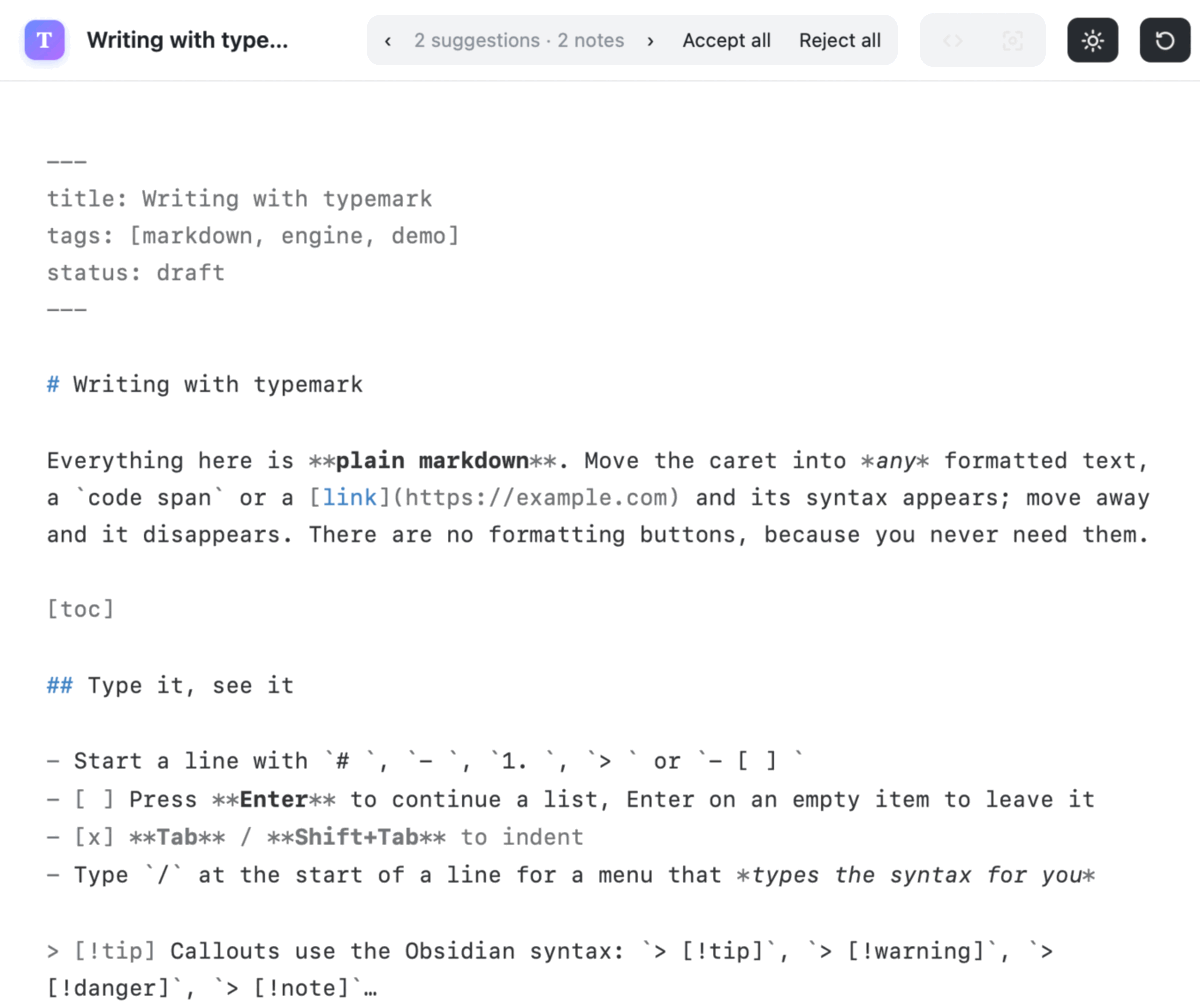 T Writing with type... ‹ 2 suggestions · 2 notes › Accept all Reject all
---
title: Writing with typemark
tags: [markdown, engine, demo]
status: draft
---
# Writing with typemark
Everything here is **plain markdown**. Move the caret into *any* formatted text,
a `code span` or a [link](https://example.com) and its syntax appears; move away
and it disappears. There are no formatting buttons, because you never need them.
[toc]
## Type it, see it
- Start a line with `# `, `- `, `1. `, `> ` or `- [ ] `
- [ ] Press **Enter** to continue a list, Enter on an empty item to leave it
- [x] **Tab** / **Shift+Tab** to indent
- Type `/` at the start of a line for a menu that *types the syntax for you*
> [!tip] Callouts use the Obsidian syntax: `> [!tip]`, `> [!warning]`, `>
[!danger]`, `> [!note]`…